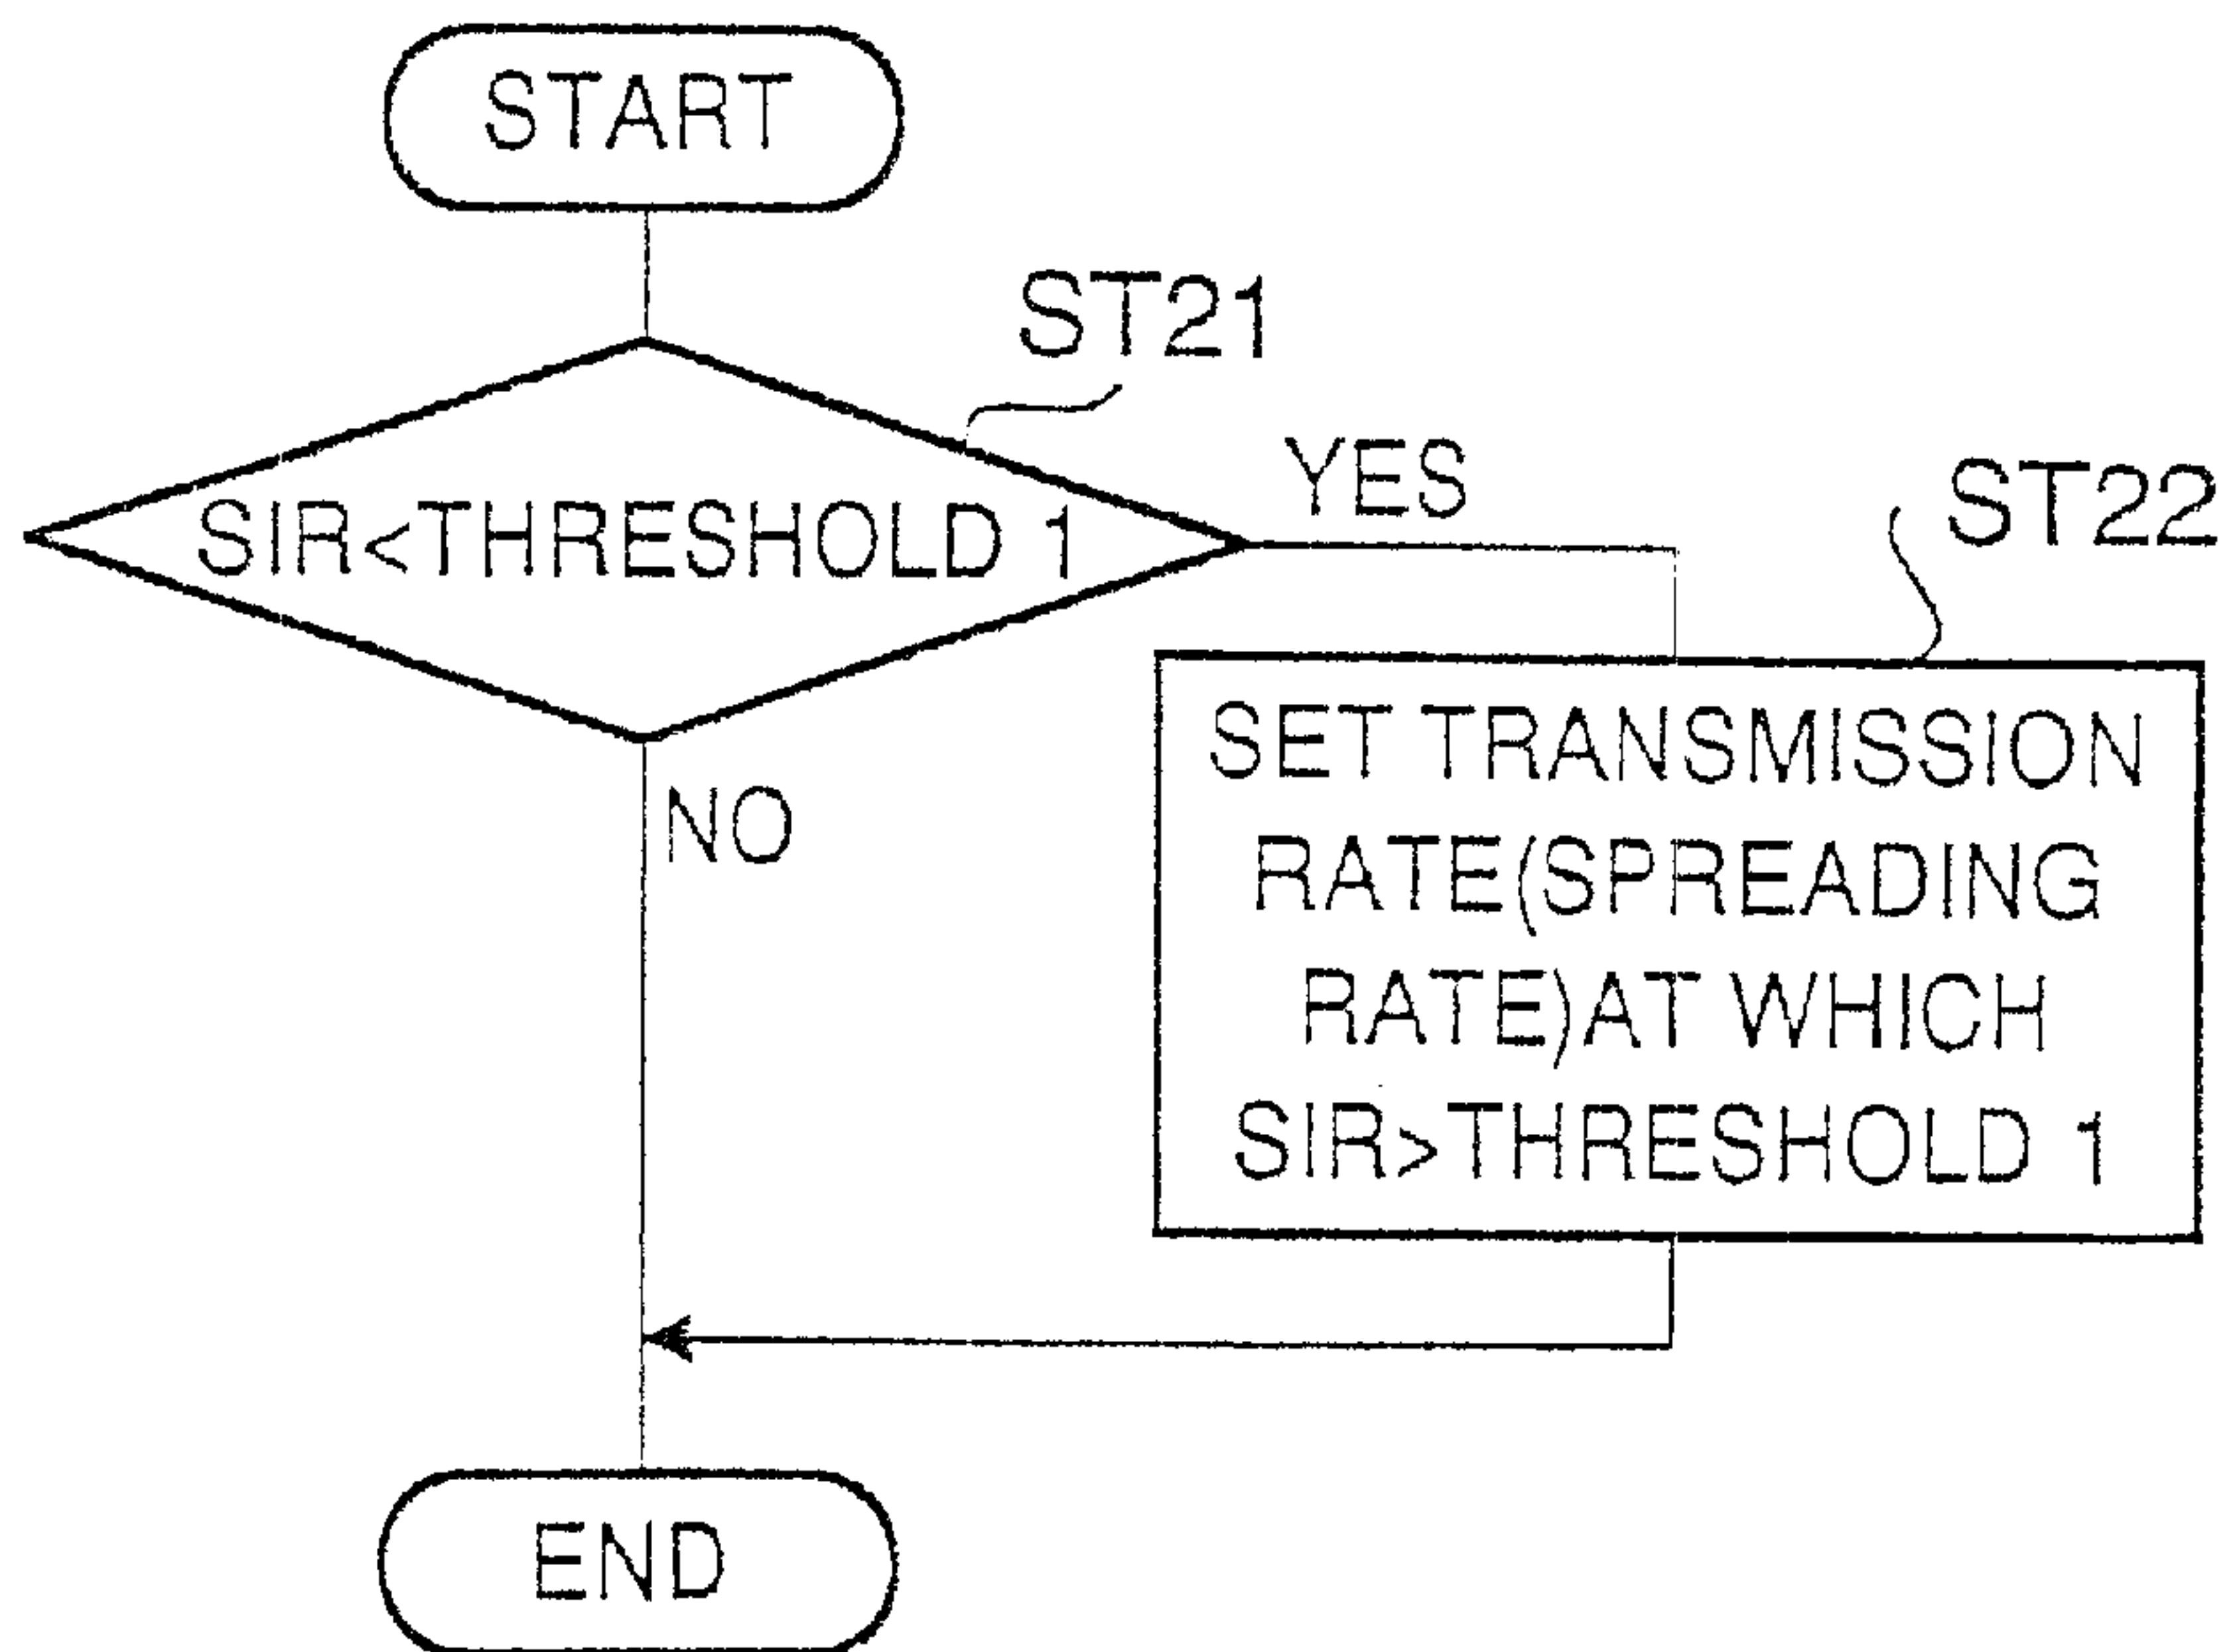 START
ST21
YES
ST22
SIR<THRESHOLD 1
NO
SET TRANSMISSION
RATE(SPREADING
RATE)AT WHICH
SIR>THRESHOLD 1
END